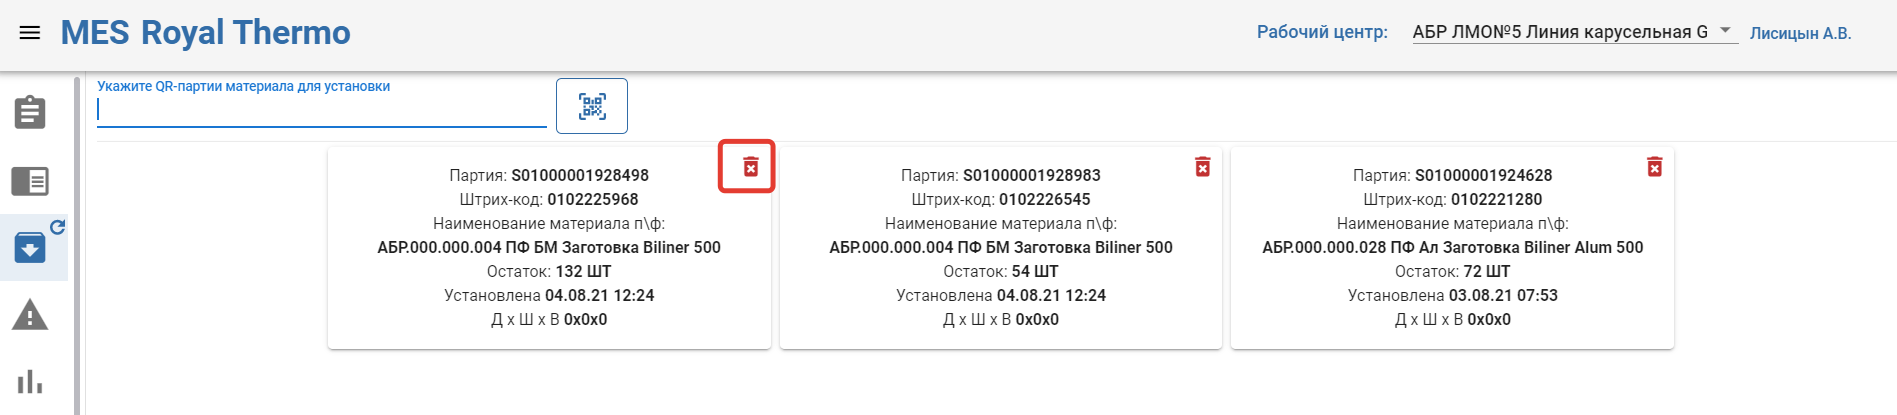 MES Royal Thermo
Рабочий центр: АБР ЛМО№5 Линия карусельная G Лисицын А.В.
Укажите QR-партии материала для установки
Партия: S01000001928498
Штрих-код: 0102225968
Наименование материала п\ф:
АБР.000.000.004 ПФ БМ Заготовка Biliner 500
Остаток: 132 ШТ
Установлена 04.08.21 12:24
Д х Ш х В 0x0x0
Партия: S01000001928983
Штрих-код: 0102226545
Наименование материала п\ф:
АБР.000.000.004 ПФ БМ Заготовка Biliner 500
Остаток: 54 ШТ
Установлена 04.08.21 12:24
Д х Ш х В 0x0x0
Партия: S01000001924628
Штрих-код: 0102221280
Наименование материала п\ф:
АБР.000.000.028 ПФ Ал Заготовка Biliner Alum 500
Остаток: 72 ШТ
Установлена 03.08.21 07:53
Д х Ш х В 0x0x0